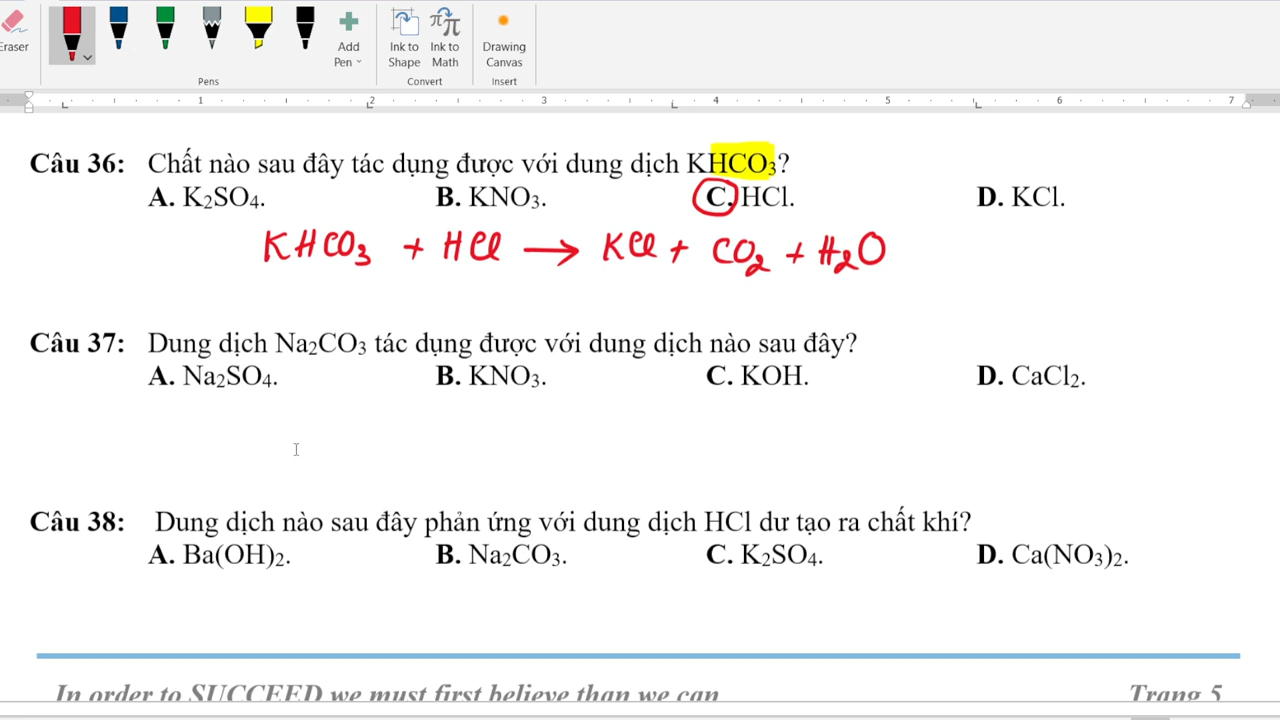 Eraser
Add Pen
Ink to Shape
Ink to Math
Drawing Canvas
Pens
Convert
Insert
1 2 3 4 5 6 7
Câu 36: Chất nào sau đây tác dụng được với dung dịch KHCO₃?
A. K₂SO₄. B. KNO₃. C. HCl. D. KCl.
KHCO₃ + HCl → KCl + CO₂ + H₂O
Câu 37: Dung dịch Na₂CO₃ tác dụng được với dung dịch nào sau đây?
A. Na₂SO₄. B. KNO₃. C. KOH. D. CaCl₂.
Câu 38: Dung dịch nào sau đây phản ứng với dung dịch HCl dư tạo ra chất khí?
A. Ba(OH)₂. B. Na₂CO₃. C. K₂SO₄. D. Ca(NO₃)₂.
In order to SUCCEED we must first believe than we can Trang 5